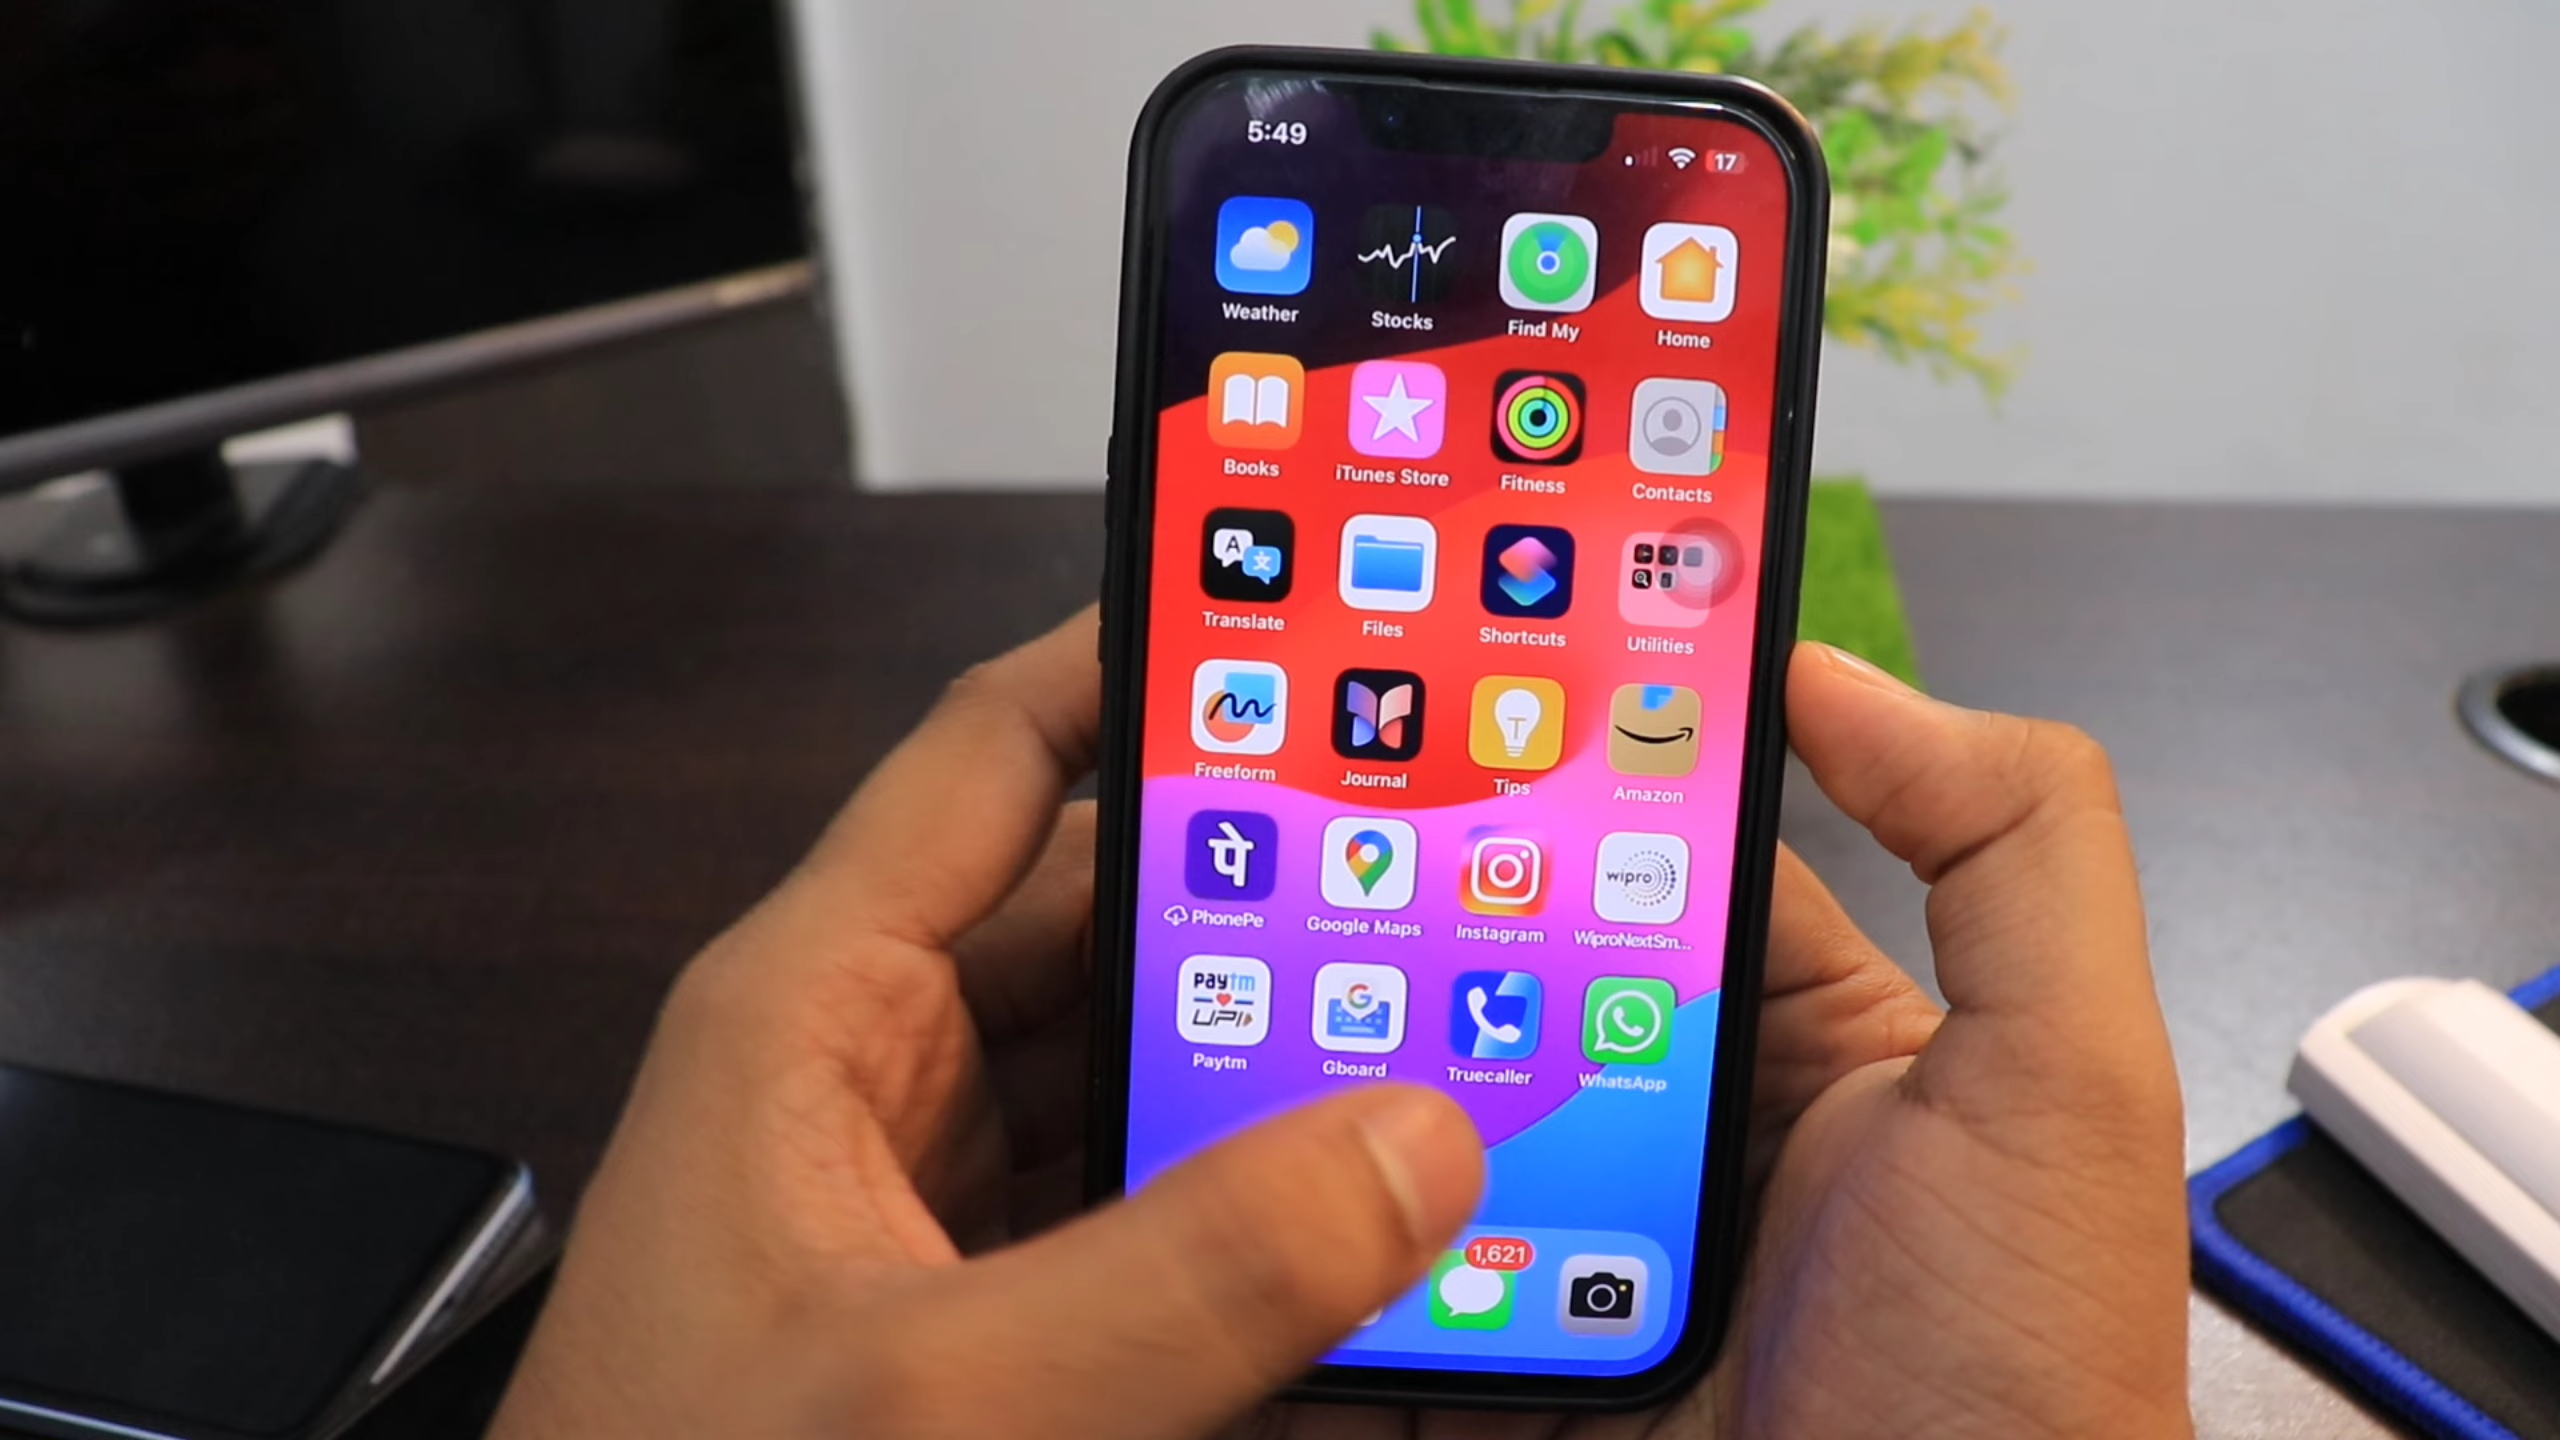 5:49
17
Weather Stocks Find My Home
Books iTunes Store Fitness Contacts
A 文
Translate Files Shortcuts Utilities
T
Freeform Journal Tips Amazon
पे
wipro
PhonePe Google Maps Instagram WiproNextSm...
paytm
UPI
G
Paytm Gboard Truecaller WhatsApp
1,621